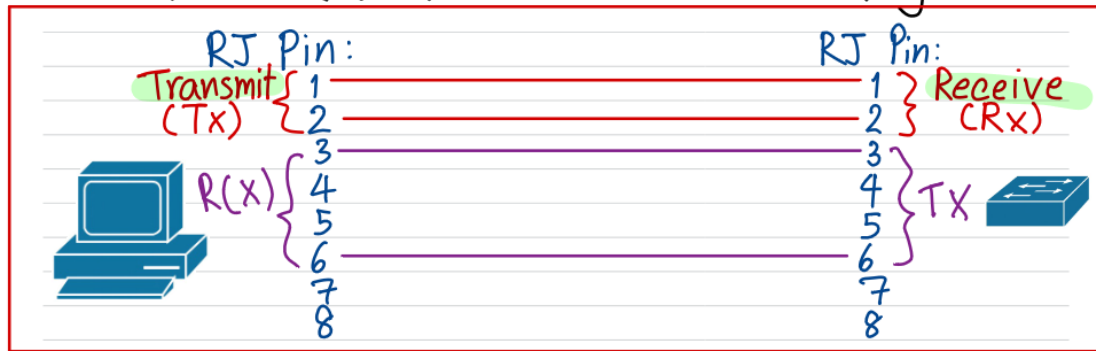 RJ Pin: RJ Pin:
Transmit 1 1 Receive
(Tx) 2 2 (Rx)
3 3
R(X) 4 4 TX
5 5
6 6
7 7
8 8